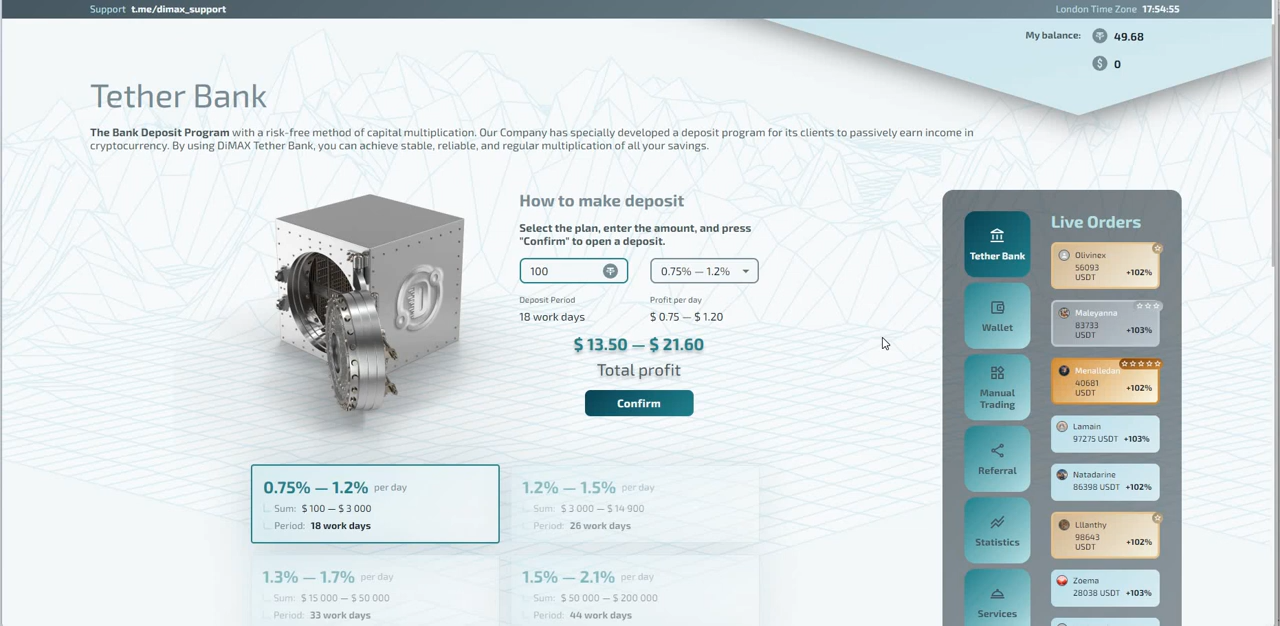 Support t.me/dimax_support
London Time Zone 17:54:55
My balance: 49.68
0
Tether Bank
The Bank Deposit Program with a risk-free method of capital multiplication. Our Company has specially developed a deposit program for its clients to passively earn income in
cryptocurrency. By using DiMAX Tether Bank, you can achieve stable, reliable, and regular multiplication of all your savings.
How to make deposit
Select the plan, enter the amount, and press
"Confirm" to open a deposit.
100
0.75% — 1.2%
Deposit Period
Profit per day
18 work days
$ 0.75 — $ 1.20
$ 13.50 — $ 21.60
Total profit
Confirm
0.75% — 1.2% per day
Sum: $ 100 — $ 3 000
Period: 18 work days
1.2% — 1.5% per day
Sum: $ 3 000 — $ 14 900
Period: 26 work days
1.3% — 1.7% per day
Sum: $ 15 000 — $ 50 000
Period: 33 work days
1.5% — 2.1% per day
Sum: $ 50 000 — $ 200 000
Period: 44 work days
Tether Bank
Wallet
Manual
Trading
Referral
Statistics
Services
Live Orders
Olivinex
56093
USDT
+102%
Maleyanna
83733
USDT
+103%
Menalledan
40681
USDT
+102%
Lamain
97275 USDT +103%
Natadarine
86398 USDT +102%
Lllanthy
98643
USDT
+102%
Zoema
28038 USDT +103%